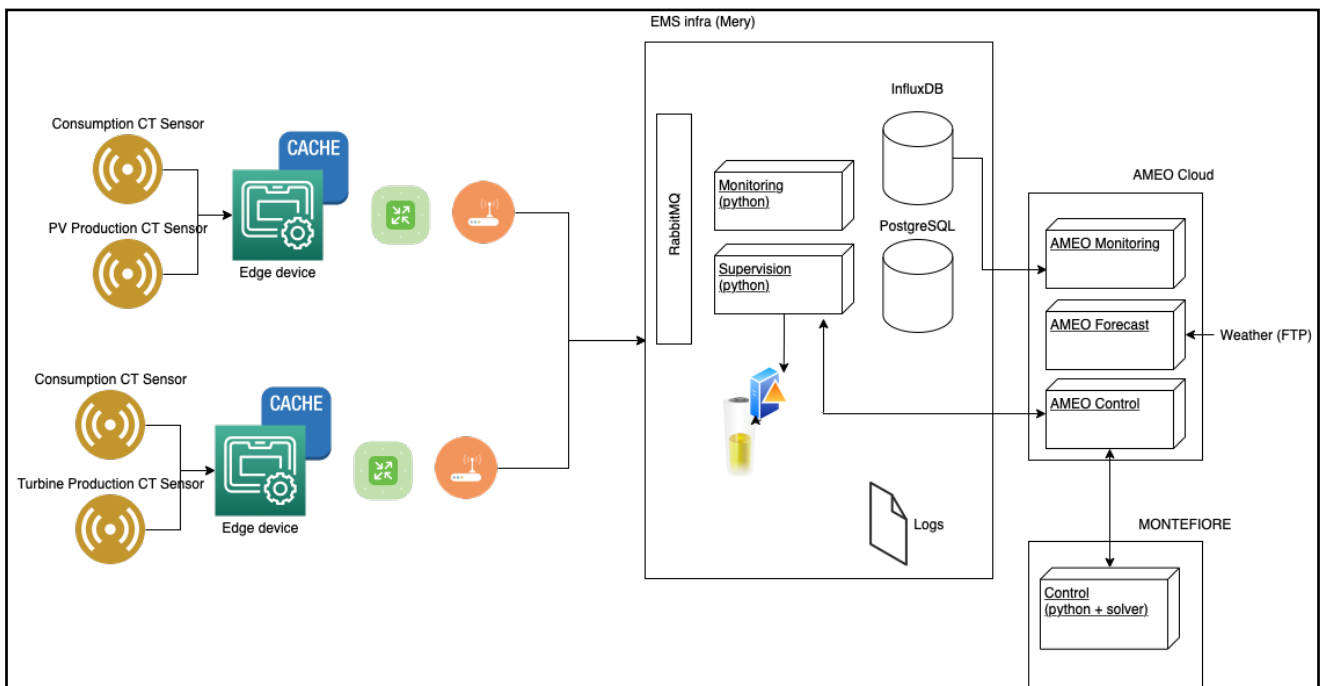 EMS infra (Mery)
Consumption CT Sensor
CACHE
PV Production CT Sensor
Edge device
Consumption CT Sensor
CACHE
Turbine Production CT Sensor
Edge device
RabbitMQ
Monitoring
(python)
Supervision
(python)
InfluxDB
PostgreSQL
Logs
AMEO Cloud
AMEO Monitoring
AMEO Forecast
Weather (FTP)
AMEO Control
MONTEFIORE
Control
(python + solver)